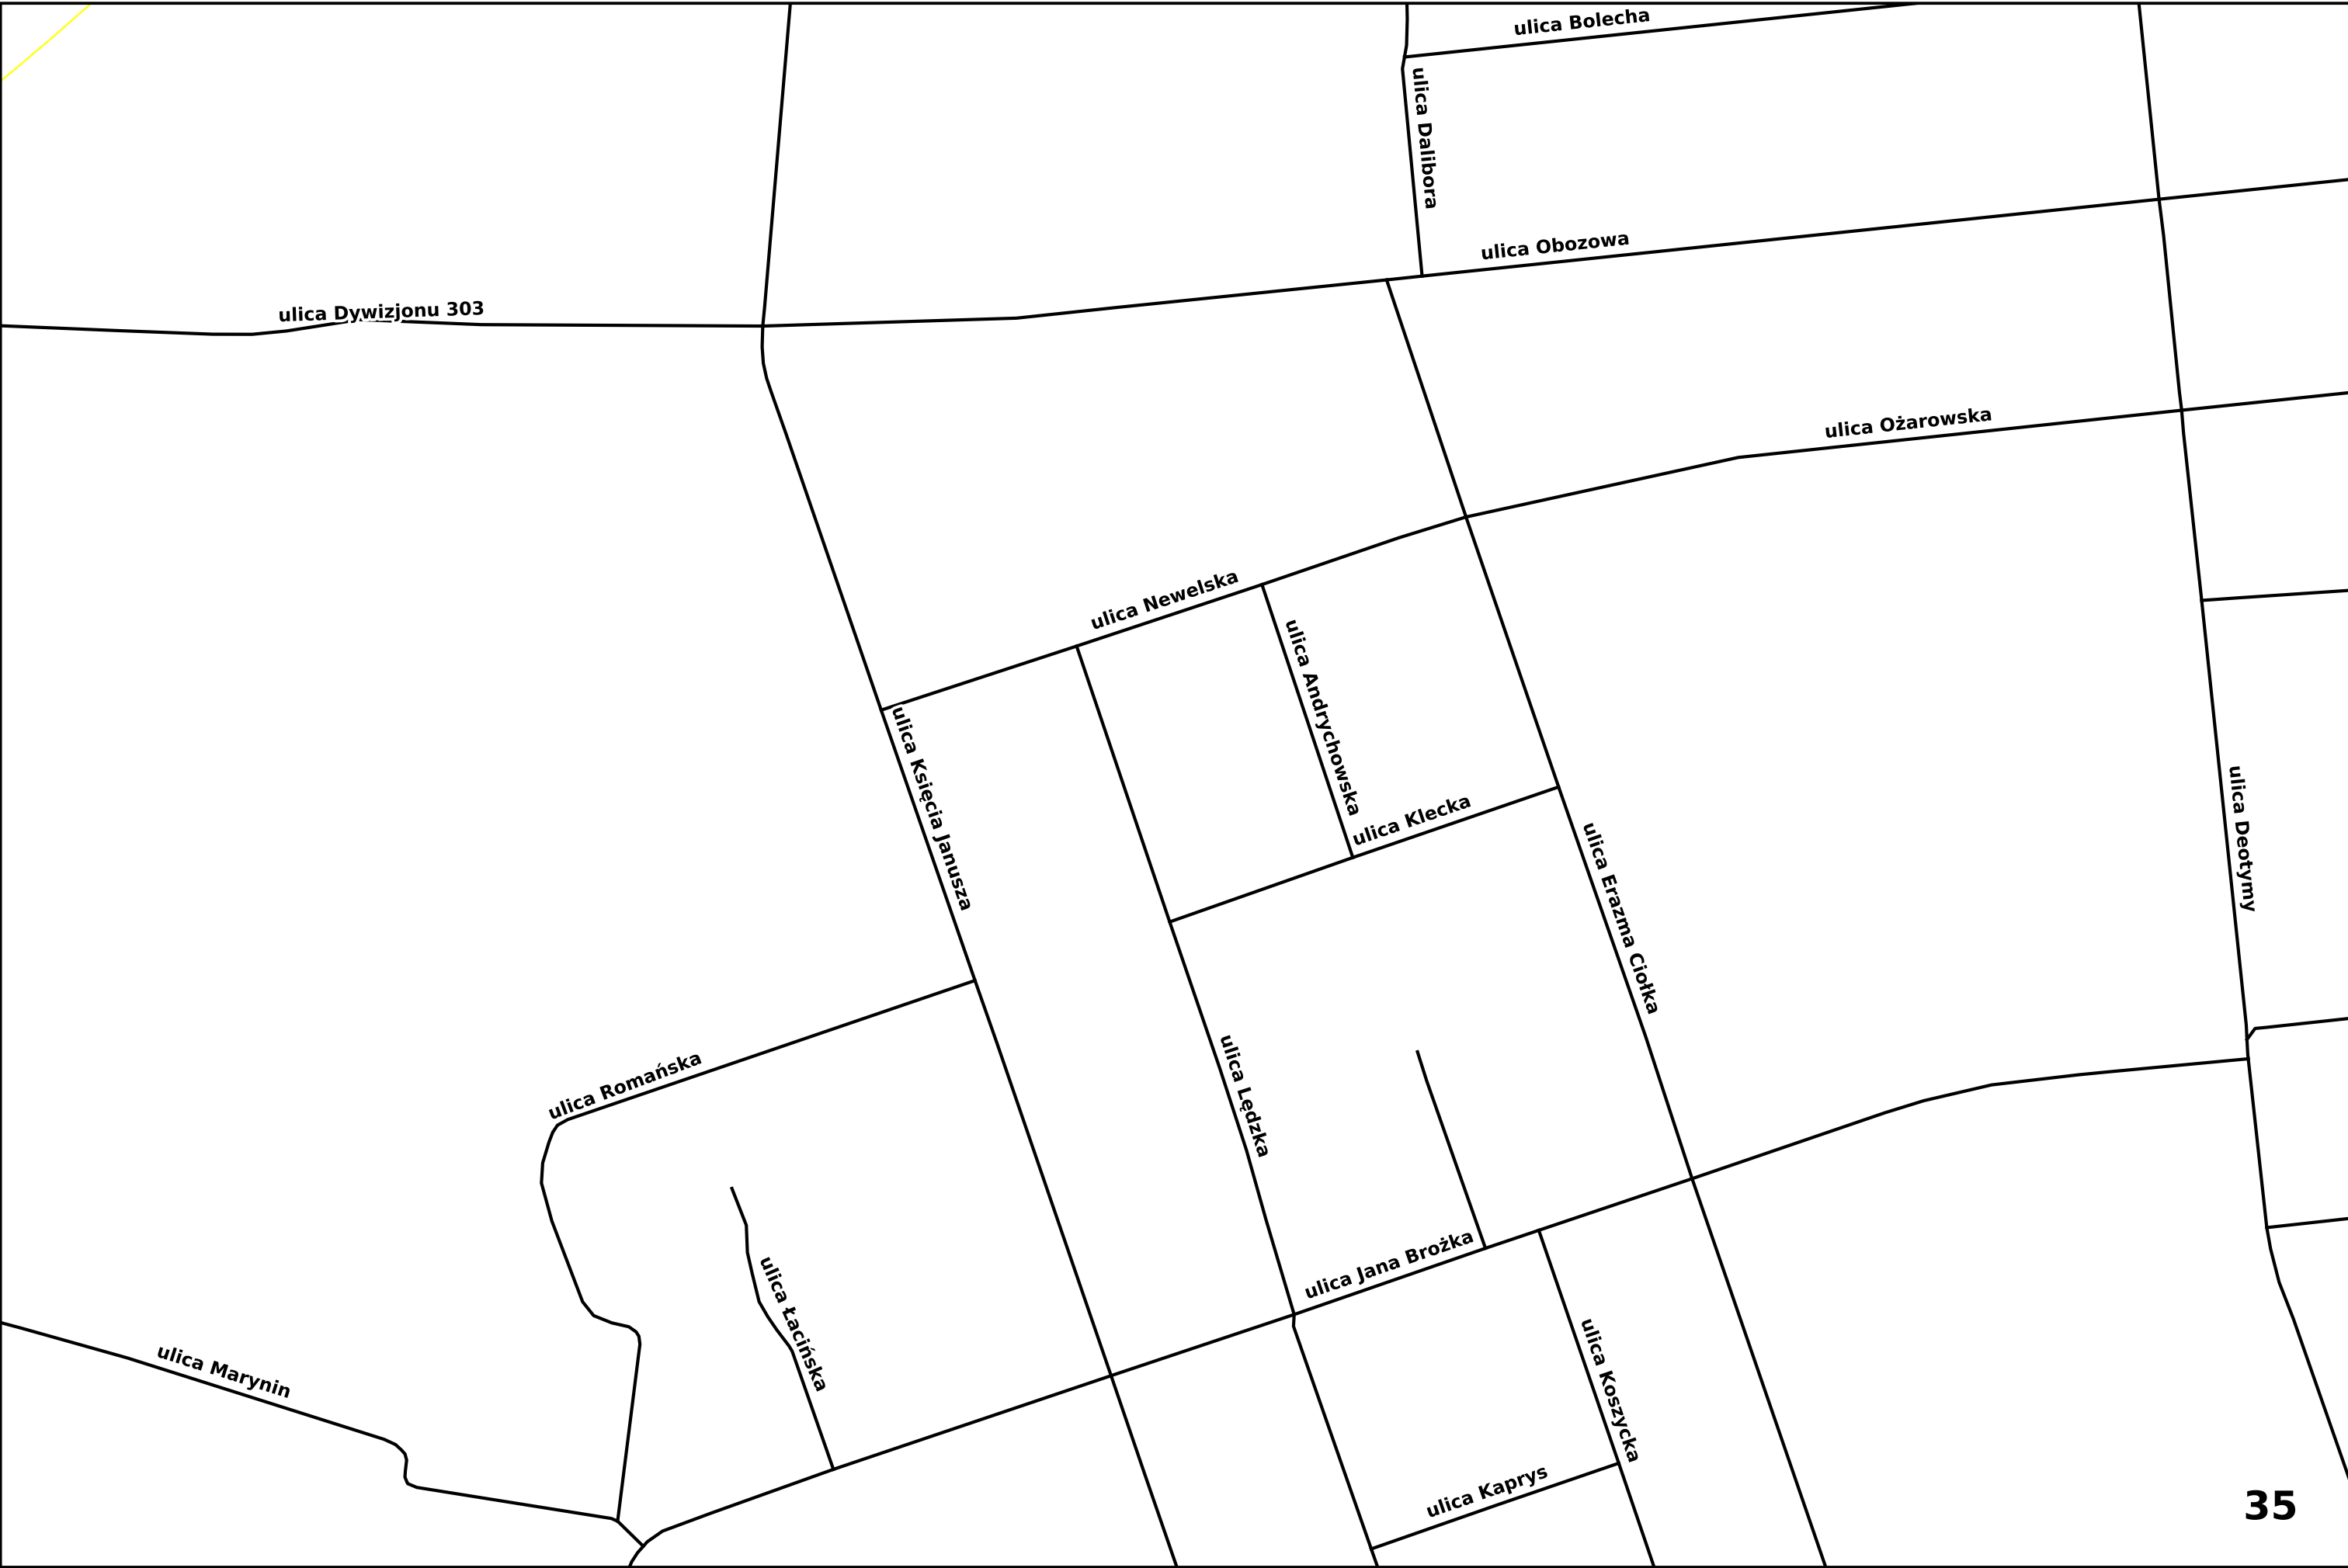 ulica Bolecha
ulica Dalibora
ulica Obozowa
ulica Dywizjonu 303
ulica Ożarowska
ulica Newelska
ulica Andrychowska
ulica Księcia Janusza
ulica Klecka
ulica Erazma Ciołka
ulica Deotymy
ulica Romańska
ulica Lędzka
ulica Jana Brożka
ulica Łacińska
ulica Marynin
ulica Koszycka
ulica Kaprys
35